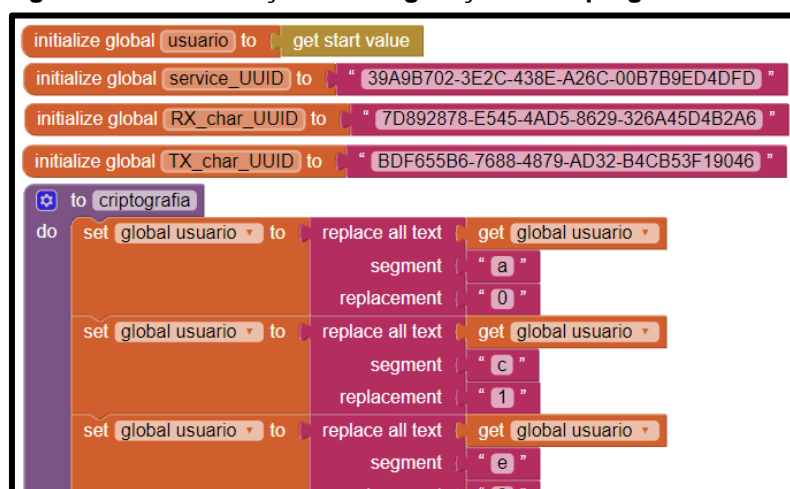 initialize global usuario to get start value
initialize global service_UUID to " 39A9B702-3E2C-438E-A26C-00B7B9ED4DFD "
initialize global RX_char_UUID to " 7D892878-E545-4AD5-8629-326A45D4B2A6 "
initialize global TX_char_UUID to " BDF655B6-7688-4879-AD32-B4CB53F19046 "
to criptografia
do set global usuario to replace all text get global usuario
segment " a "
replacement " 0 "
set global usuario to replace all text get global usuario
segment " c "
replacement " 1 "
set global usuario to replace all text get global usuario
segment " e "